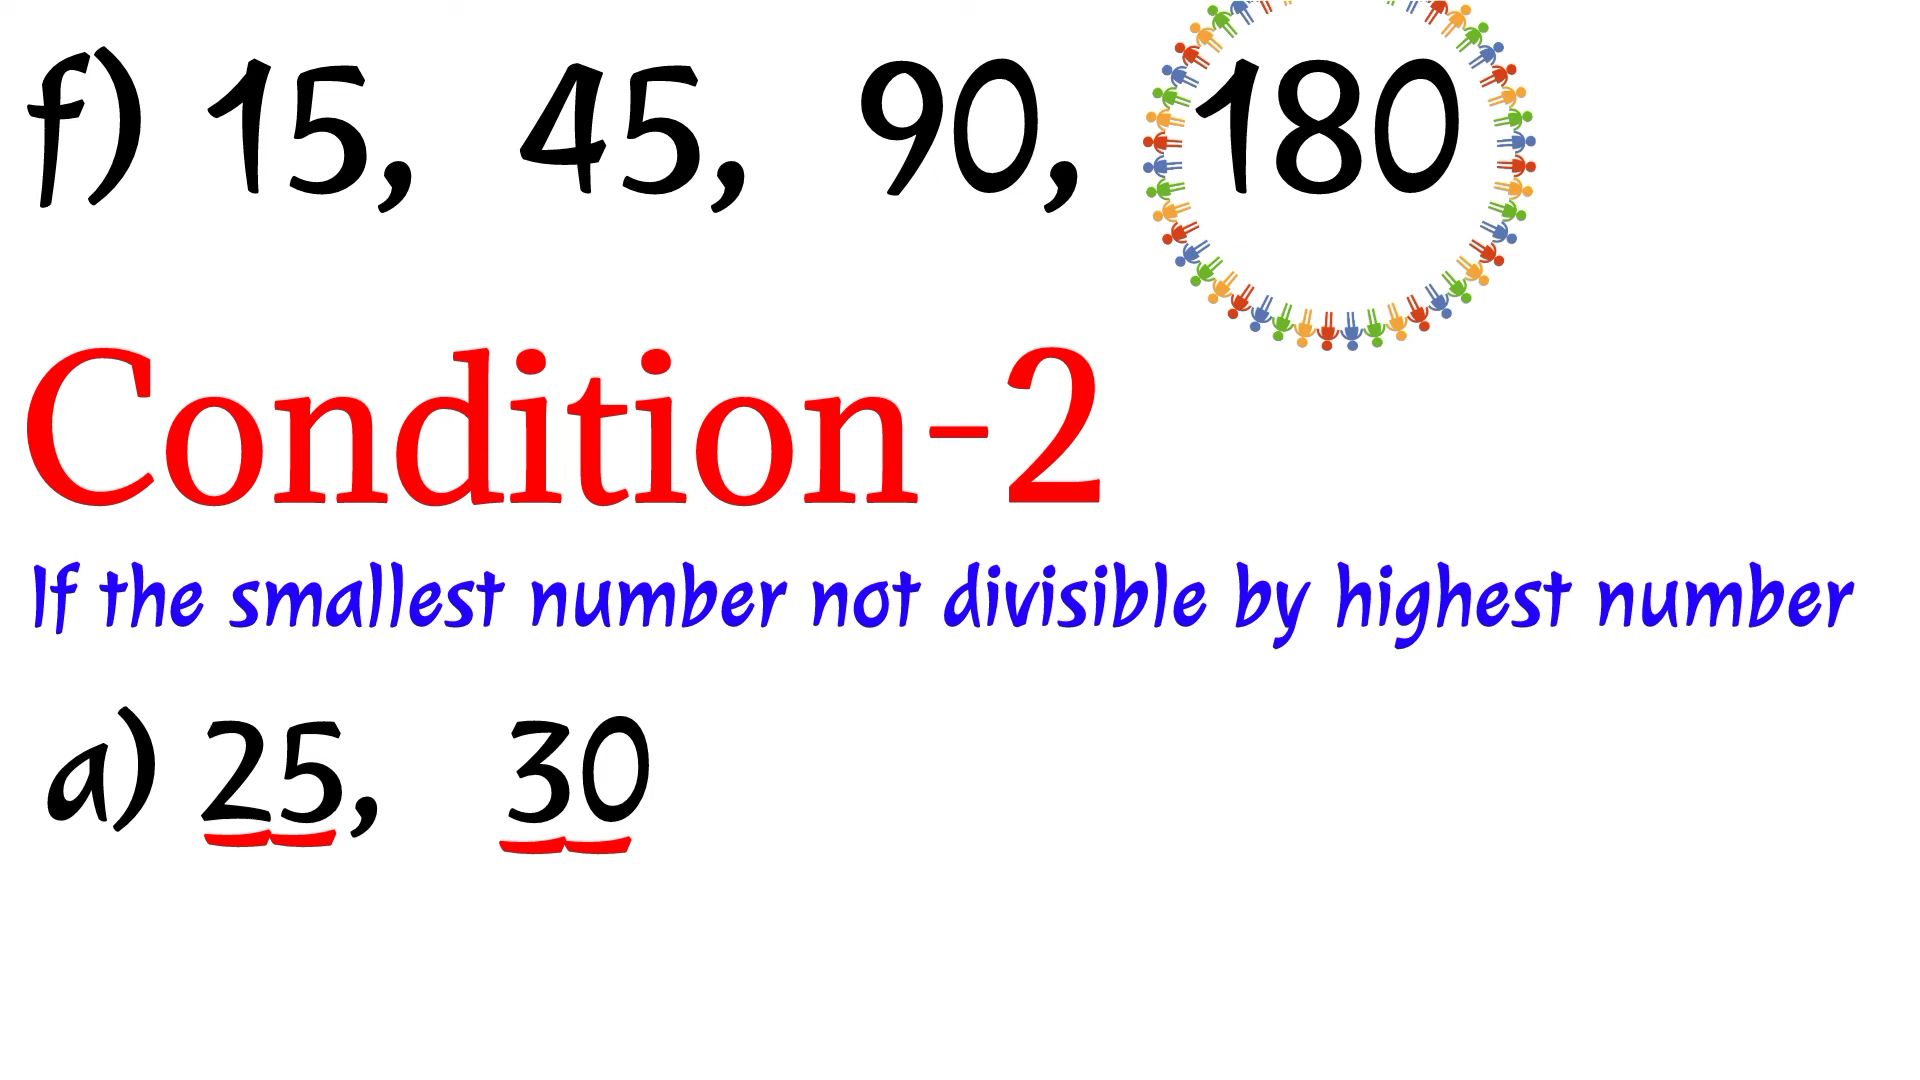 f) 15, 45, 90, 180
Condition-2
If the smallest number not divisible by highest number
a) 25, 30